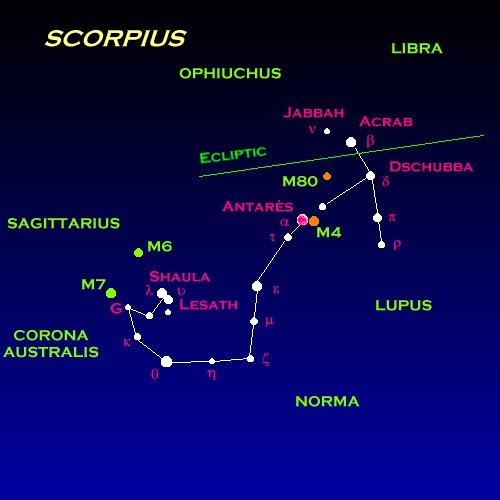 SCORPIUS
LIBRA
OPHIUCHUS
JABBAH
ν
ACRAB
β
ECLIPTIC
DSCHUBBA
δ
M80
ANTARÈS
α
M4
π
τ
ρ
SAGITTARIUS
M6
SHAULA
M7
λ
υ
ε
G
LESATH
LUPUS
μ
CORONA
AUSTRALIS
κ
ζ
θ
η
NORMA